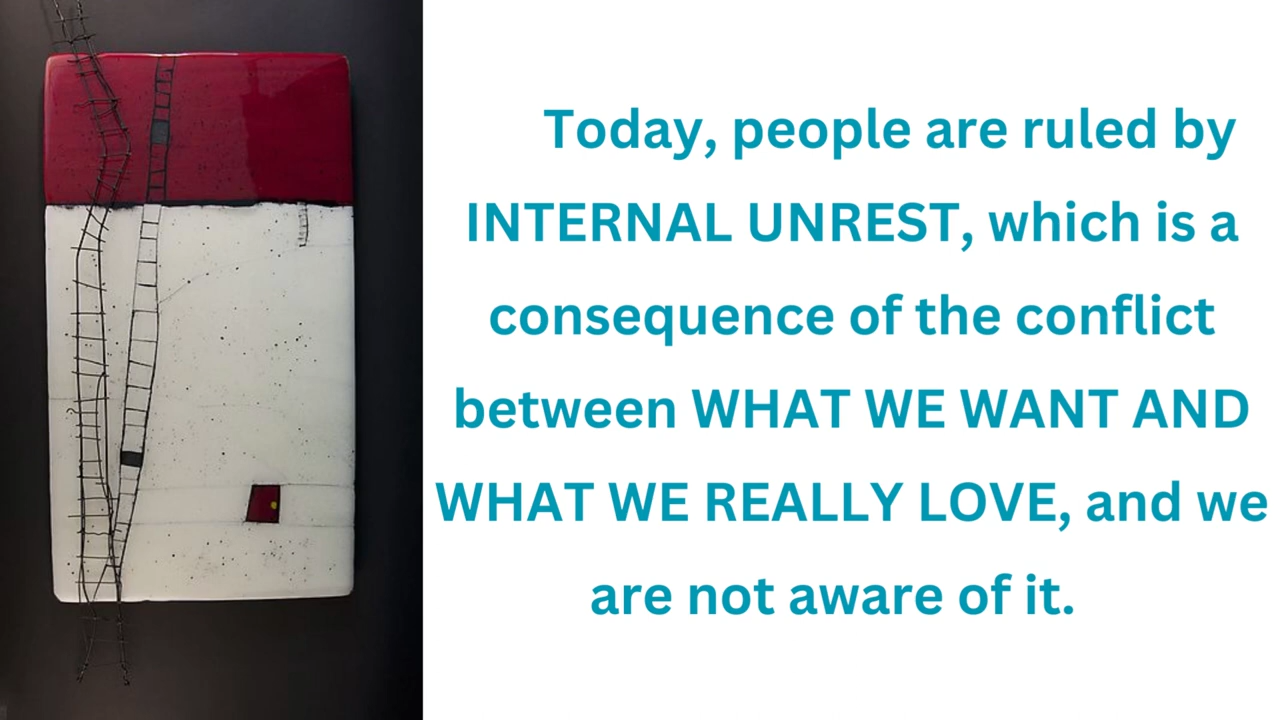 Today, people are ruled by
INTERNAL UNREST, which is a
consequence of the conflict
between WHAT WE WANT AND
WHAT WE REALLY LOVE, and we
are not aware of it.